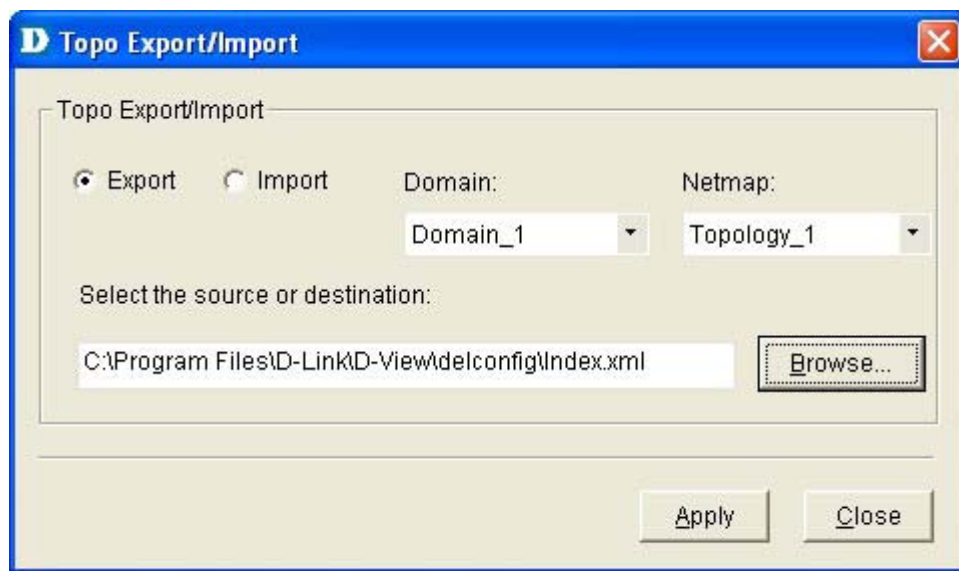 D Topo Export/Import
Topo Export/Import
Export Import Domain: Netmap:
Domain_1 Topology_1
Select the source or destination:
C:\Program Files\D-Link\D-View\delconfig\Index.xml Browse...
Apply Close